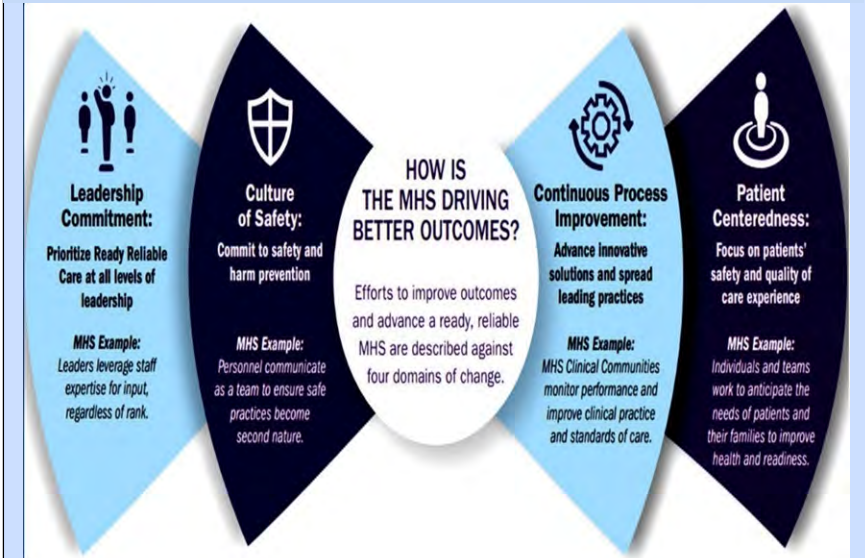 Leadership
Commitment:
Prioritize Ready Reliable
Care at all levels of
leadership
MHS Example:
Leaders leverage staff
expertise for input,
regardless of rank.
Culture
of Safety:
Commit to safety and
harm prevention
MHS Example:
Personnel communicate
as a team to ensure safe
practices become
second nature.
HOW IS
THE MHS DRIVING
BETTER OUTCOMES?
Efforts to improve outcomes
and advance a ready, reliable
MHS are described against
four domains of change.
Continuous Process
Improvement:
Advance innovative
solutions and spread
leading practices
MHS Example:
MHS Clinical Communities
monitor performance and
improve clinical practice
and standards of care.
Patient
Centeredness:
Focus on patients'
safety and quality of
care experience
MHS Example:
Individuals and teams
work to anticipate the
needs of patients and
their families to improve
health and readiness.